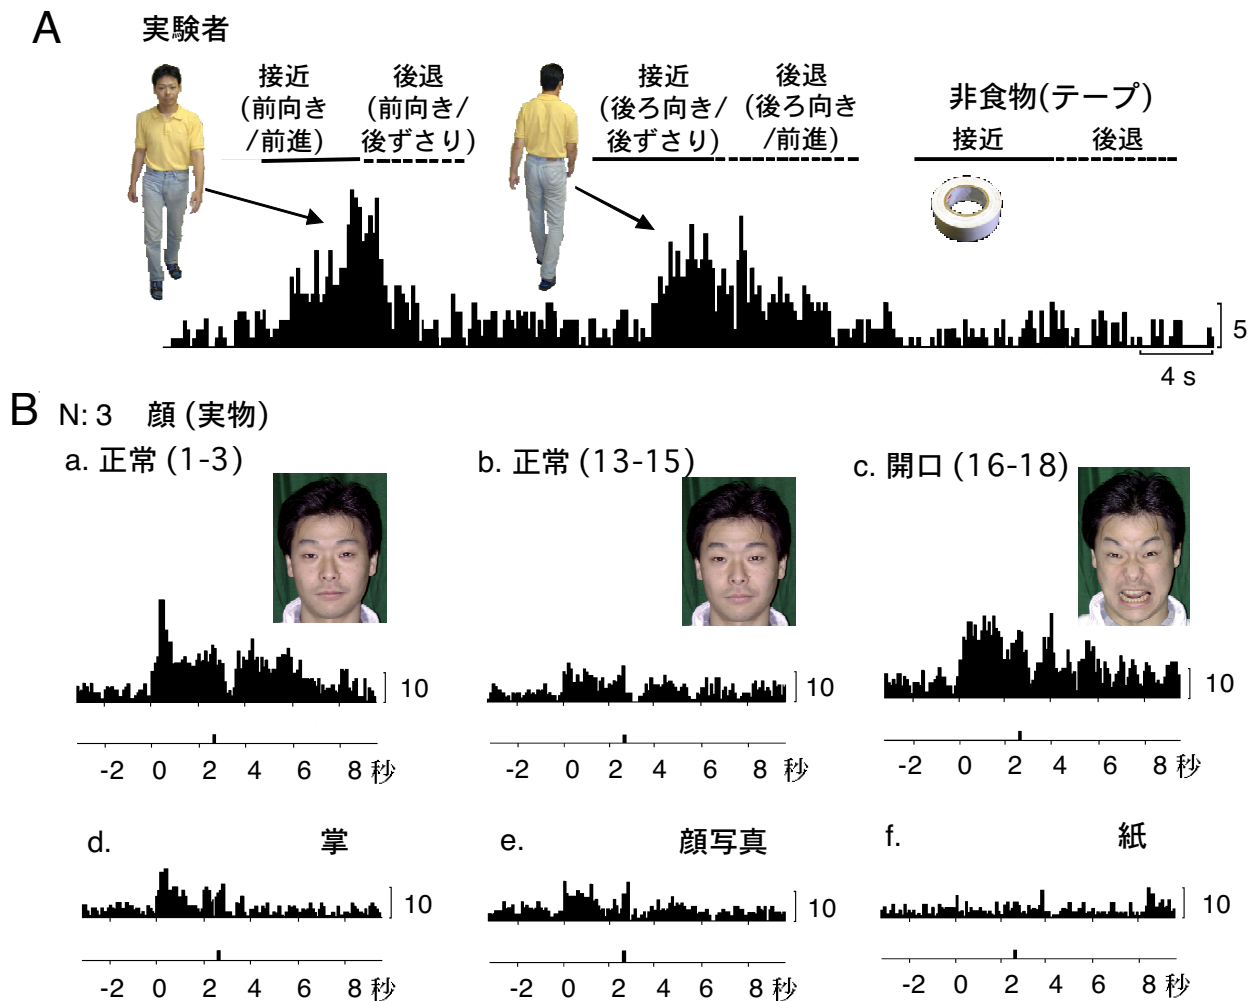 A
実験者
接近
(前向き
/前進)
後退
(前向き/
後ずさり)
接近
(後ろ向き/
後ずさり)
後退
(後ろ向き
/前進)
非食物(テープ)
接近
後退
5
4 s
B N: 3 顔 (実物)
a. 正常 (1-3)
10
-2 0 2 4 6 8 秒
b. 正常 (13-15)
10
-2 0 2 4 6 8 秒
c. 開口 (16-18)
10
-2 0 2 4 6 8 秒
d. 掌
10
-2 0 2 4 6 8 秒
e. 顔写真
10
-2 0 2 4 6 8 秒
f. 紙
10
-2 0 2 4 6 8 秒